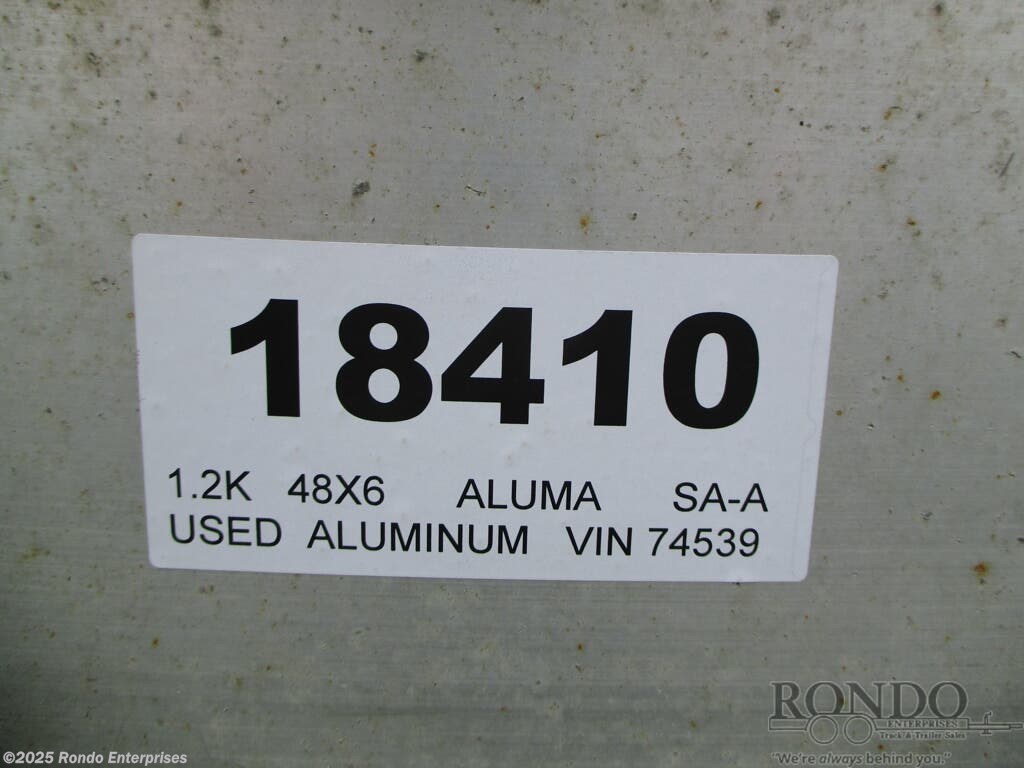 18410
1.2K 48X6 ALUMA SA-A
USED ALUMINUM VIN 74539
RONDO
ENTERPRISES
Truck & Trailer Sales
"We're always behind you."
©2025 Rondo Enterprises